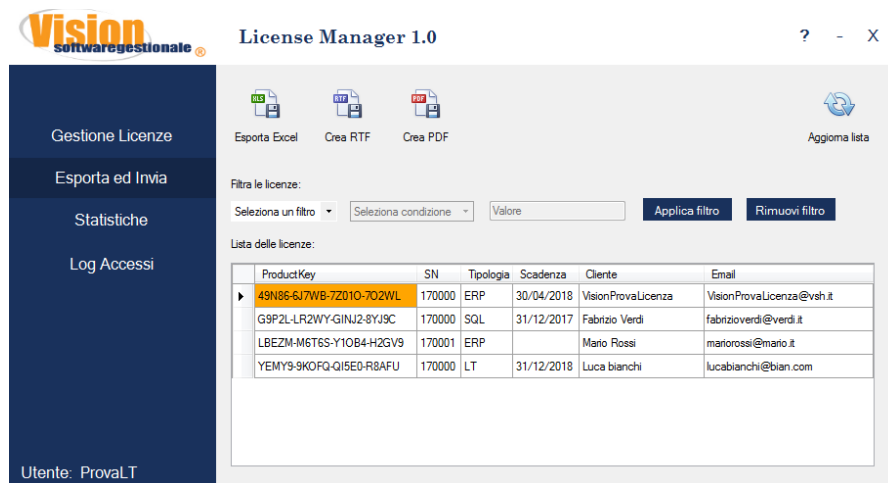 Vision
softwaregestionale ®
License Manager 1.0
? - X
Gestione Licenze
Esporta ed Invia
Statistiche
Log Accessi
Utente: ProvaLT
XLS RTF PDF
Esporta Excel Crea RTF Crea PDF Aggiorna lista
Filtra le licenze:
Seleziona un filtro Seleziona condizione Valore Applica filtro Rimuovi filtro
Lista delle licenze:
ProductKey SN Tipologia Scadenza Cliente Email
49N86-6J7WB-7Z01O-7O2WL 170000 ERP 30/04/2018 VisionProvaLicenza VisionProvaLicenza@vsh.it
G9P2L-LR2WY-GINJ2-8YJ9C 170000 SQL 31/12/2017 Fabrizio Verdi fabrizioverdi@verdi.it
LBEZM-M6T6S-Y1OB4-H2GV9 170001 ERP Mario Rossi mariorossi@mario.it
YEMY9-9KOFQ-QI5E0-R8AFU 170000 LT 31/12/2018 Luca bianchi lucabianchi@bian.com